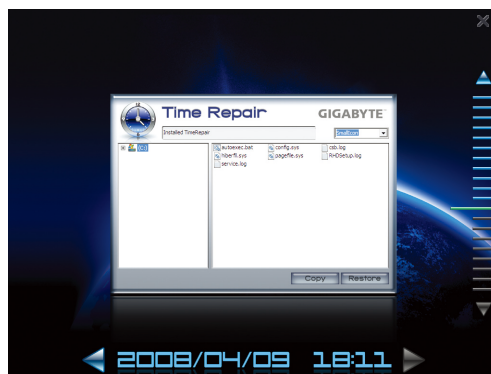 Time Repair
GIGABYTE
Installed TimeRepair
autoexec.bat config.sys csb.log
hiberfil.sys pagefile.sys RHDSetup.log
service.log
Copy Restore
2008/04/09 18:11